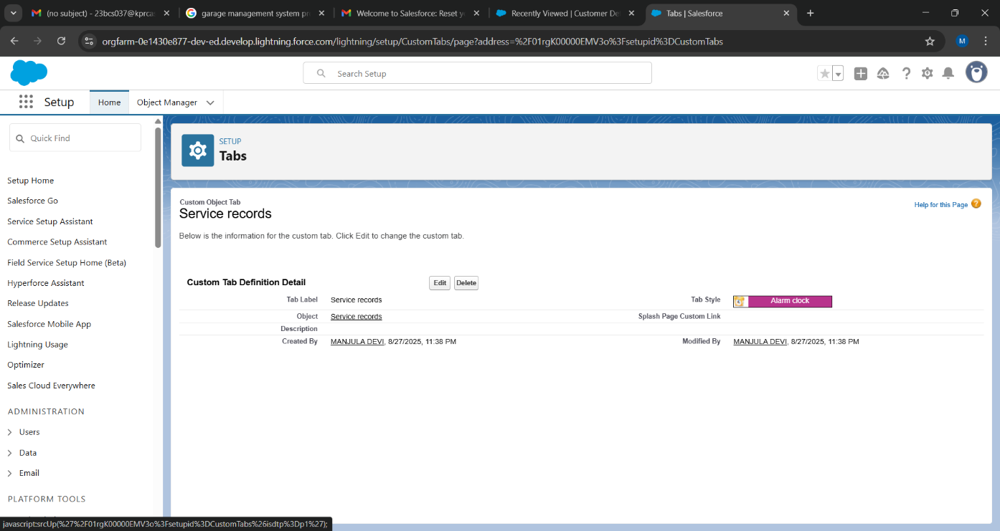 (no subject) - 23bcs037@kprcas
garage management system pr
Welcome to Salesforce: Reset y
Recently Viewed | Customer De
Tabs | Salesforce
orgfarm-0e1430e877-dev-ed.develop.lightning.force.com/lightning/setup/CustomTabs/page?address=%2F01rgK00000EMV3o%3Fsetupid%3DCustomTabs
M
Search Setup
Setup
Home
Object Manager
Quick Find
Setup Home
Salesforce Go
Service Setup Assistant
Commerce Setup Assistant
Field Service Setup Home (Beta)
Hyperforce Assistant
Release Updates
Salesforce Mobile App
Lightning Usage
Optimizer
Sales Cloud Everywhere
ADMINISTRATION
Users
Data
Email
PLATFORM TOOLS
SETUP
Tabs
Custom Object Tab
Service records
Help for this Page
Below is the information for the custom tab. Click Edit to change the custom tab.
Custom Tab Definition Detail Edit Delete
Tab Label Service records Tab Style Alarm clock
Object Service records Splash Page Custom Link
Description
Created By MANJULA DEVI, 8/27/2025, 11:38 PM Modified By MANJULA DEVI, 8/27/2025, 11:38 PM
javascript:srcUp(%27%2F01rgK00000EMV3o%3Fsetupid%3DCustomTabs%26isdtp%3Dp1%27);